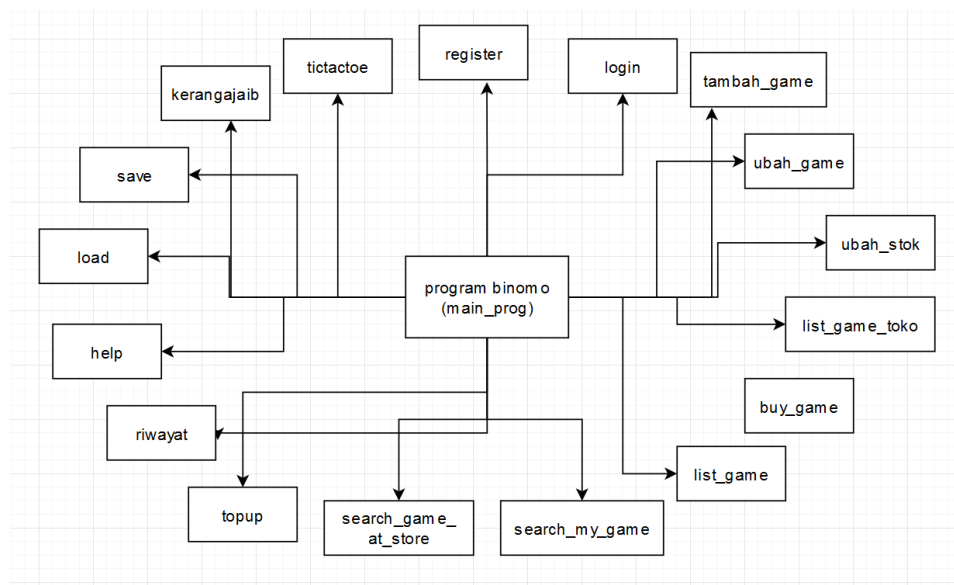 register
tictactoe
login
kerangajaib
tambah_game
ubah_game
save
ubah_stok
load
program binomo
(main_prog)
list_game_toko
help
buy_game
riwayat
list_game
topup
search_game_
at_store
search_my_game